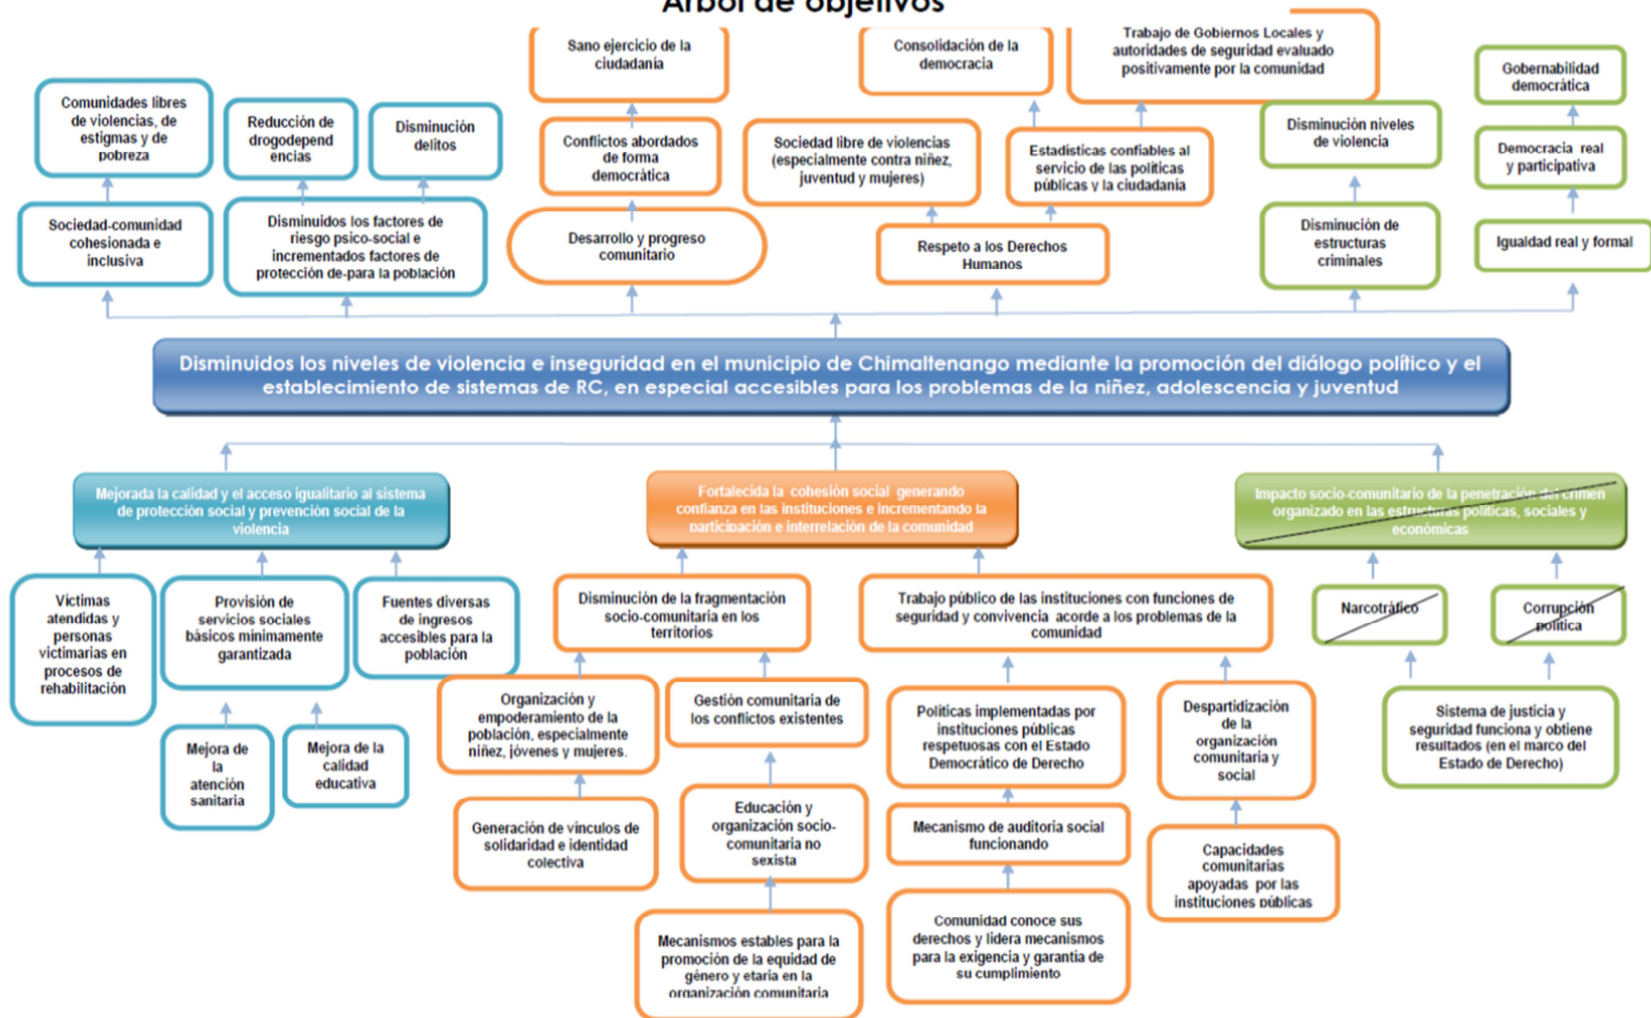 Árbol de objetivos
Comunidades libres
de violencias, de
estigmas y de
pobreza
Reducción de
drogodepend
encias
Disminución
delitos
Sano ejercicio de la
ciudadanía
Conflictos abordados
de forma
democrática
Sociedad libre de violencias
(especialmente contra niñez,
juventud y mujeres)
Consolidación de la
democracia
Trabajo de Gobiernos Locales y
autoridades de seguridad evaluado
positivamente por la comunidad
Estadísticas confiables al
servicio de las políticas
públicas y la ciudadanía
Disminución niveles
de violencia
Gobernabilidad
democrática
Democracia real
y participativa
Sociedad-comunidad
cohesionada e
inclusiva
Disminuidos los factores de
riesgo psico-social e
incrementados factores de
protección de-para la población
Desarrollo y progreso
comunitario
Respeto a los Derechos
Humanos
Disminución de
estructuras
criminales
Igualdad real y formal
Disminuidos los niveles de violencia e inseguridad en el municipio de Chimaltenango mediante la promoción del diálogo político y el
establecimiento de sistemas de RC, en especial accesibles para los problemas de la niñez, adolescencia y juventud
Mejorada la calidad y el acceso igualitario al sistema
de protección social y prevención social de la
violencia
Fortalecida la cohesión social generando
confianza en las instituciones e incrementando la
participación e interrelación de la comunidad
Impacto socio-comunitario de la penetración del crimen
organizado en las estructuras políticas, sociales y
económicas
Víctimas
atendidas y
personas
victimarias en
procesos de
rehabilitación
Provisión de
servicios sociales
básicos mínimamente
garantizada
Fuentes diversas
de ingresos
accesibles para la
población
Disminución de la fragmentación
socio-comunitaria en los
territorios
Trabajo público de las instituciones con funciones de
seguridad y convivencia acorde a los problemas de la
comunidad
Narcotráfico
Corrupción
política
Mejora de
la
atención
sanitaria
Mejora de la
calidad
educativa
Organización y
empoderamiento de la
población, especialmente
niñez, jóvenes y mujeres.
Gestión comunitaria de
los conflictos existentes
Políticas implementadas por
instituciones públicas
respetuosas con el Estado
Democrático de Derecho
Despartidización
de la
organización
comunitaria y
social
Sistema de justicia y
seguridad funciona y obtiene
resultados (en el marco del
Estado de Derecho)
Generación de vínculos de
solidaridad e identidad
colectiva
Educación y
organización socio-
comunitaria no
sexista
Mecanismo de auditoria social
funcionando
Capacidades
comunitarias
apoyadas por las
instituciones públicas
Mecanismos estables para la
promoción de la equidad de
género y etaria en la
organización comunitaria
Comunidad conoce sus
derechos y lidera mecanismos
para la exigencia y garantía de
su cumplimiento